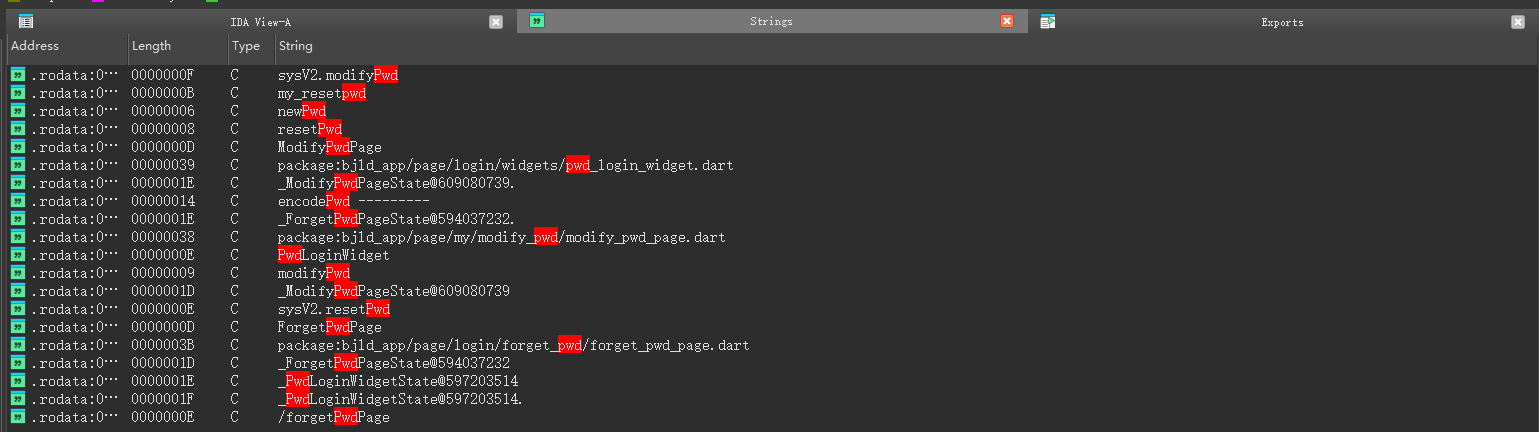 IDA View-A Strings Exports
Address Length Type String
.rodata:0… 0000000F C sysV2.modifyPwd
.rodata:0… 0000000B C my_resetpwd
.rodata:0… 00000006 C newPwd
.rodata:0… 00000008 C resetPwd
.rodata:0… 0000000D C ModifyPwdPage
.rodata:0… 00000039 C package:bjld_app/page/login/widgets/pwd_login_widget.dart
.rodata:0… 0000001E C _ModifyPwdPageState@609080739.
.rodata:0… 00000014 C encodePwd ---------
.rodata:0… 0000001E C _ForgetPwdPageState@594037232.
.rodata:0… 00000038 C package:bjld_app/page/my/modify_pwd/modify_pwd_page.dart
.rodata:0… 0000000E C PwdLoginWidget
.rodata:0… 00000009 C modifyPwd
.rodata:0… 0000001D C _ModifyPwdPageState@609080739
.rodata:0… 0000000E C sysV2.resetPwd
.rodata:0… 0000000D C ForgetPwdPage
.rodata:0… 0000003B C package:bjld_app/page/login/forget_pwd/forget_pwd_page.dart
.rodata:0… 0000001D C _ForgetPwdPageState@594037232
.rodata:0… 0000001E C _PwdLoginWidgetState@597203514
.rodata:0… 0000001F C _PwdLoginWidgetState@597203514.
.rodata:0… 0000000E C /forgetPwdPage